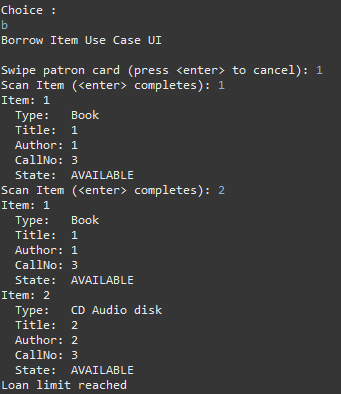 Choice :
b
Borrow Item Use Case UI

Swipe patron card (press <enter> to cancel): 1
Scan Item (<enter> completes): 1
Item: 1
  Type:   Book
  Title:  1
  Author: 1
  CallNo: 3
  State:  AVAILABLE
Scan Item (<enter> completes): 2
Item: 1
  Type:   Book
  Title:  1
  Author: 1
  CallNo: 3
  State:  AVAILABLE
Item: 2
  Type:   CD Audio disk
  Title:  2
  Author: 2
  CallNo: 3
  State:  AVAILABLE
Loan limit reached